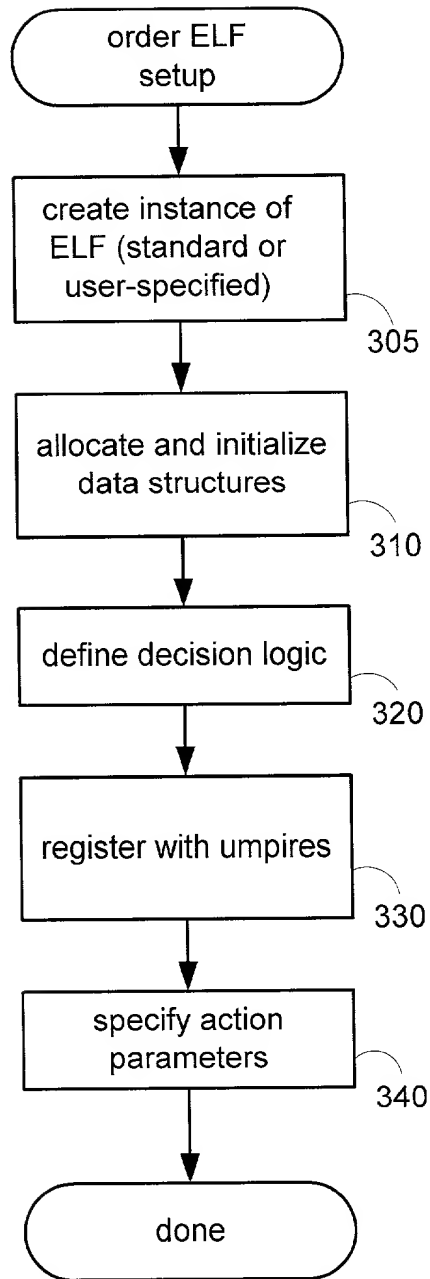 order ELF
setup
create instance of
ELF (standard or
user-specified)
305
allocate and initialize
data structures
310
define decision logic
320
register with umpires
330
specify action
parameters
340
done